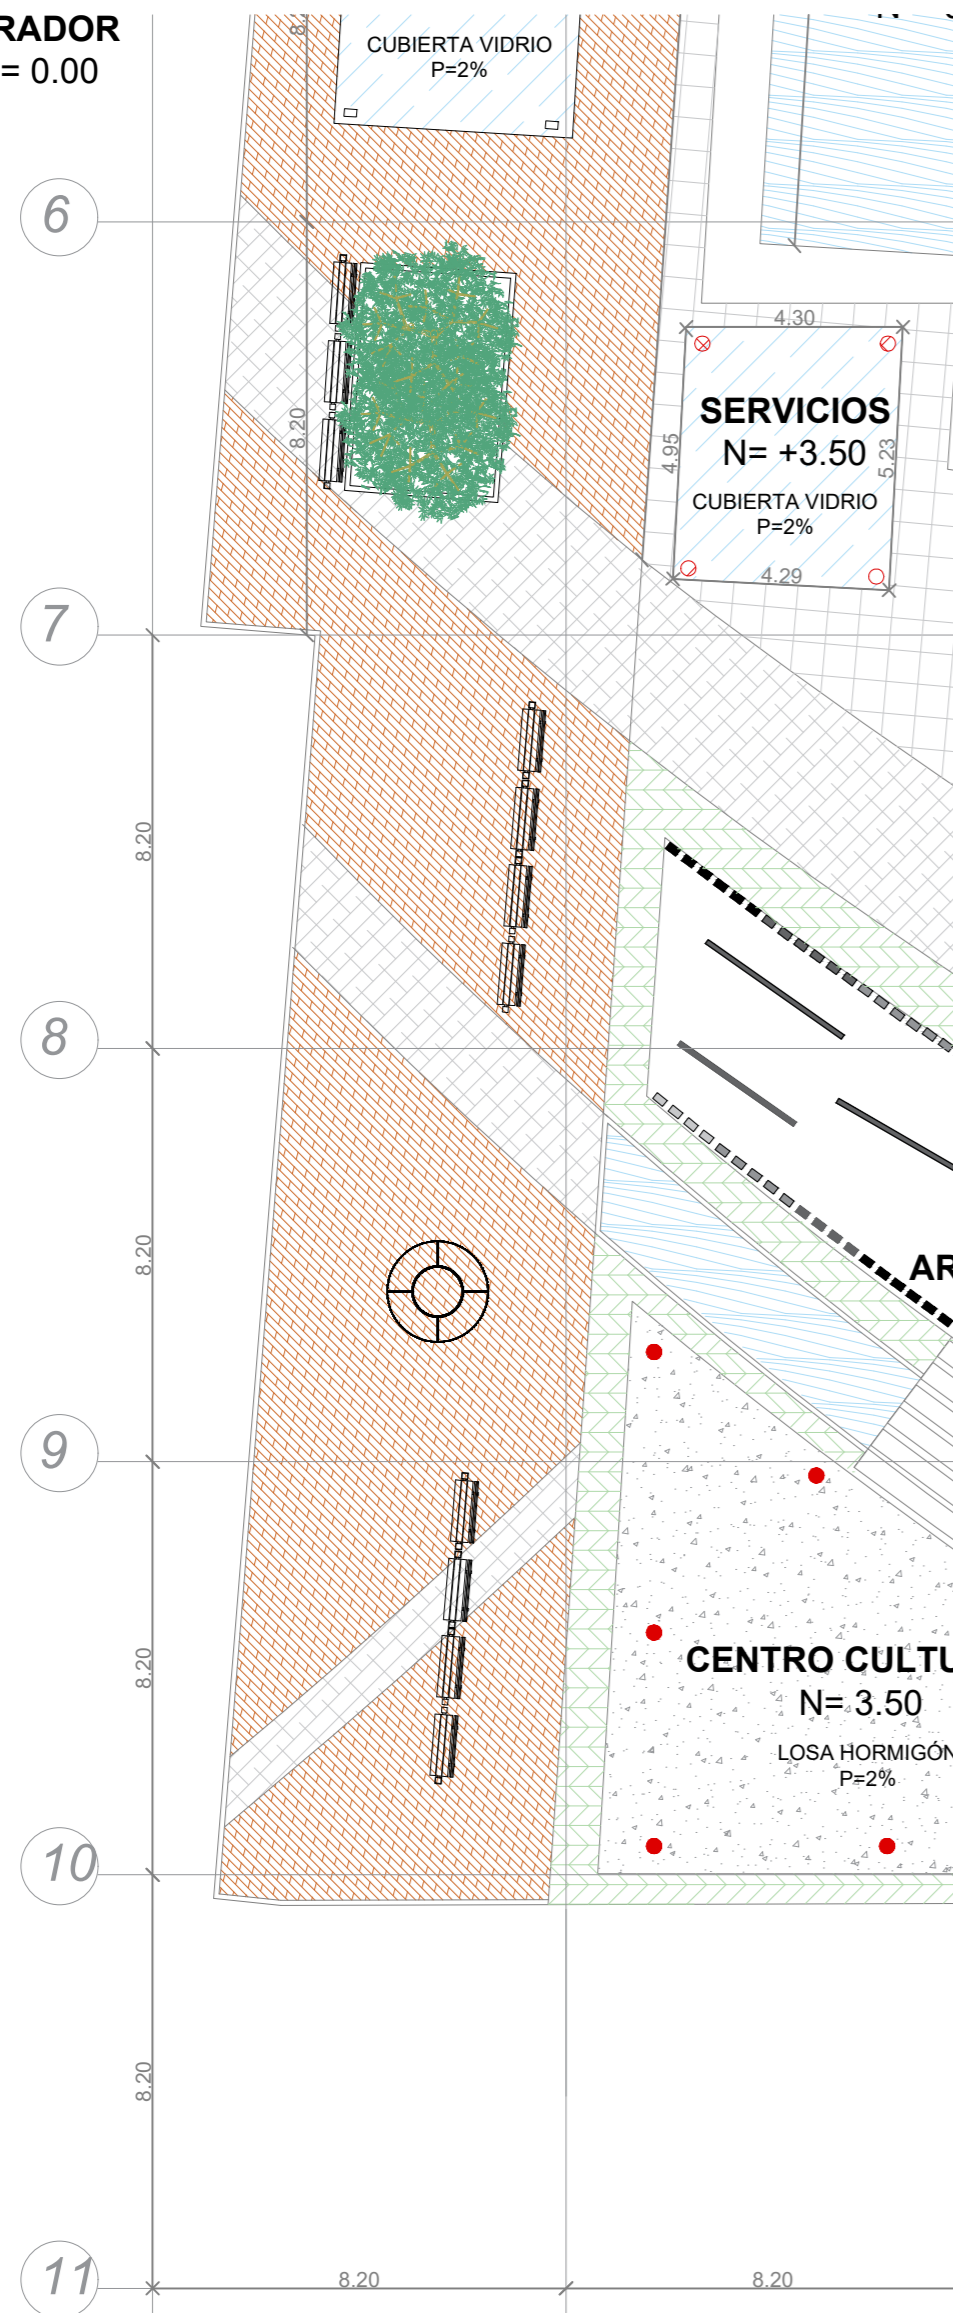 RADOR
= 0.00
CUBIERTA VIDRIO
P=2%
6
4.30
SERVICIOS
N= +3.50
8.20
4.95
5.23
CUBIERTA VIDRIO
P=2%
4.29
7
8.20
8
8.20
AR
9
8.20
CENTRO CULTU
N= 3.50
LOSA HORMIGÓN
P=2%
10
8.20
11
8.20
8.20